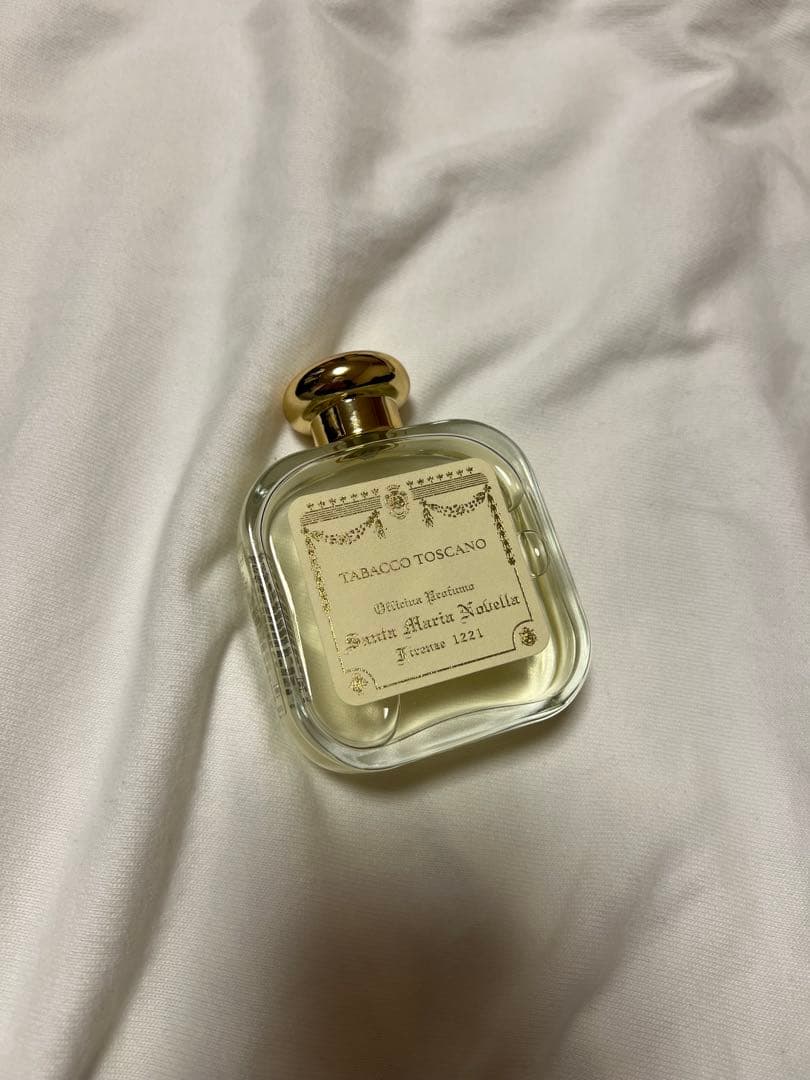 TABACCO TOSCANO
Officina Profumo
Santa Maria Novella
Firenze 1221